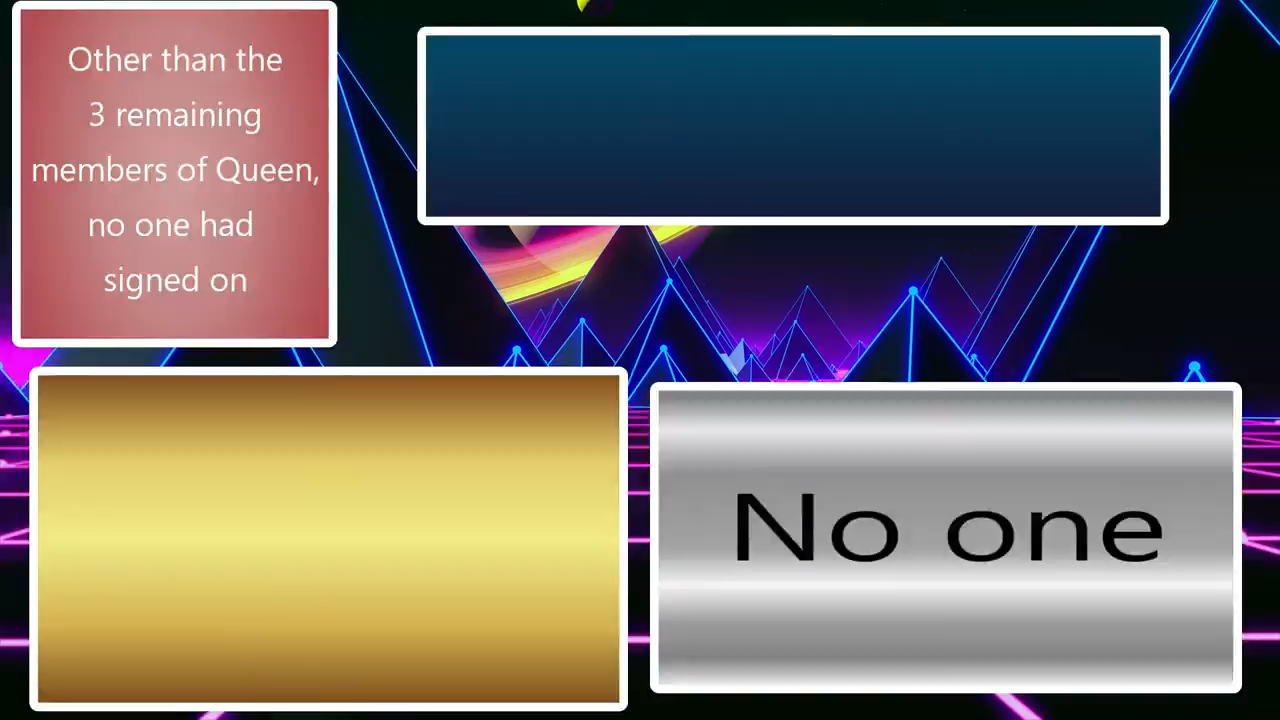 Other than the
3 remaining
members of Queen,
no one had
signed on
No one